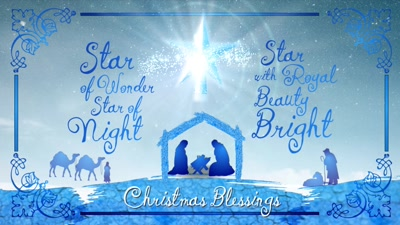 Star
of Wonder
Star of
Night
Star
with Royal
Beauty
Bright
Christmas Blessings